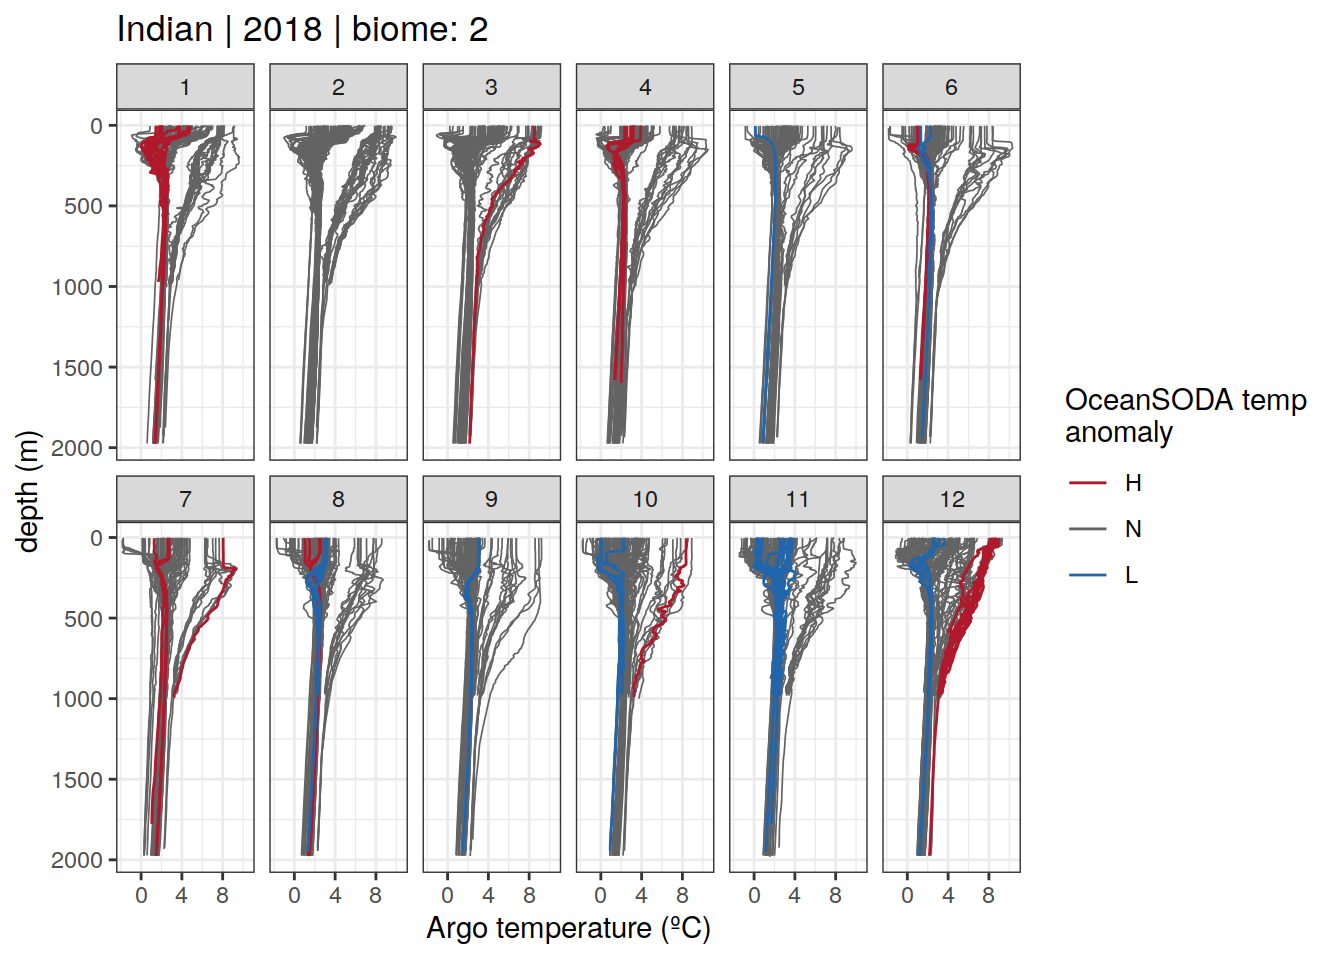 Indian | 2018 | biome: 2
1 2 3 4 5 6
0
500
1000
1500
2000
7 8 9 10 11 12
0
500
1000
1500
2000
0 4 8 0 4 8 0 4 8 0 4 8 0 4 8 0 4 8
Argo temperature (ºC)
depth (m)
OceanSODA temp
anomaly
H
N
L